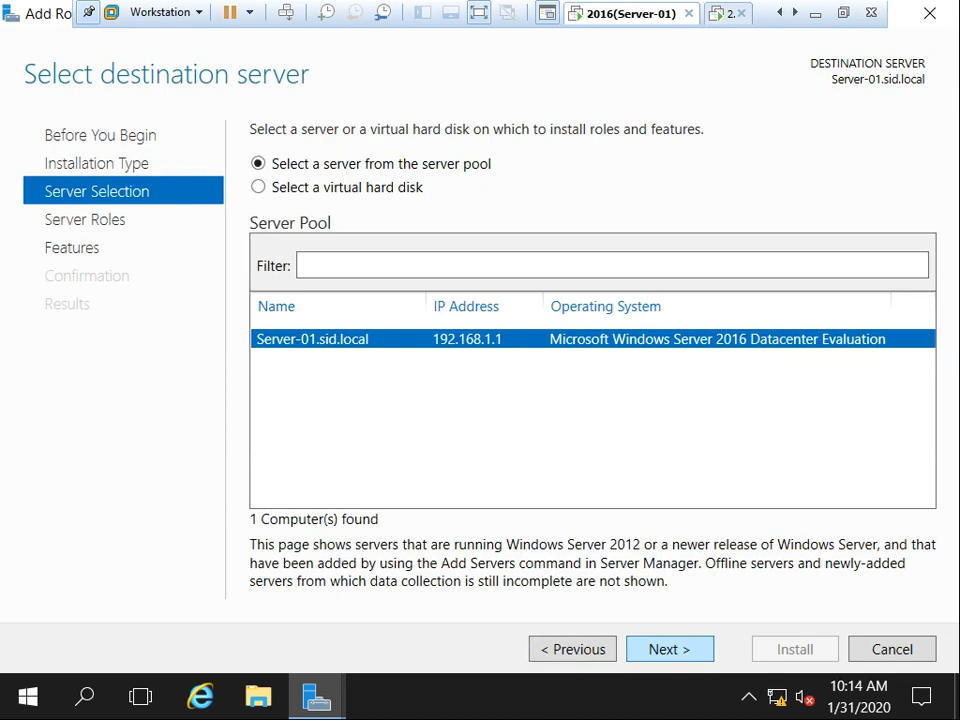 Add Ro
Workstation
2016(Server-01)
2.
Select destination server
DESTINATION SERVER
Server-01.sid.local
Before You Begin
Installation Type
Server Selection
Server Roles
Features
Confirmation
Results
Select a server or a virtual hard disk on which to install roles and features.
Select a server from the server pool
Select a virtual hard disk
Server Pool
Filter:
Name IP Address Operating System
Server-01.sid.local 192.168.1.1 Microsoft Windows Server 2016 Datacenter Evaluation
1 Computer(s) found
This page shows servers that are running Windows Server 2012 or a newer release of Windows Server, and that
have been added by using the Add Servers command in Server Manager. Offline servers and newly-added
servers from which data collection is still incomplete are not shown.
< Previous Next > Install Cancel
10:14 AM
1/31/2020